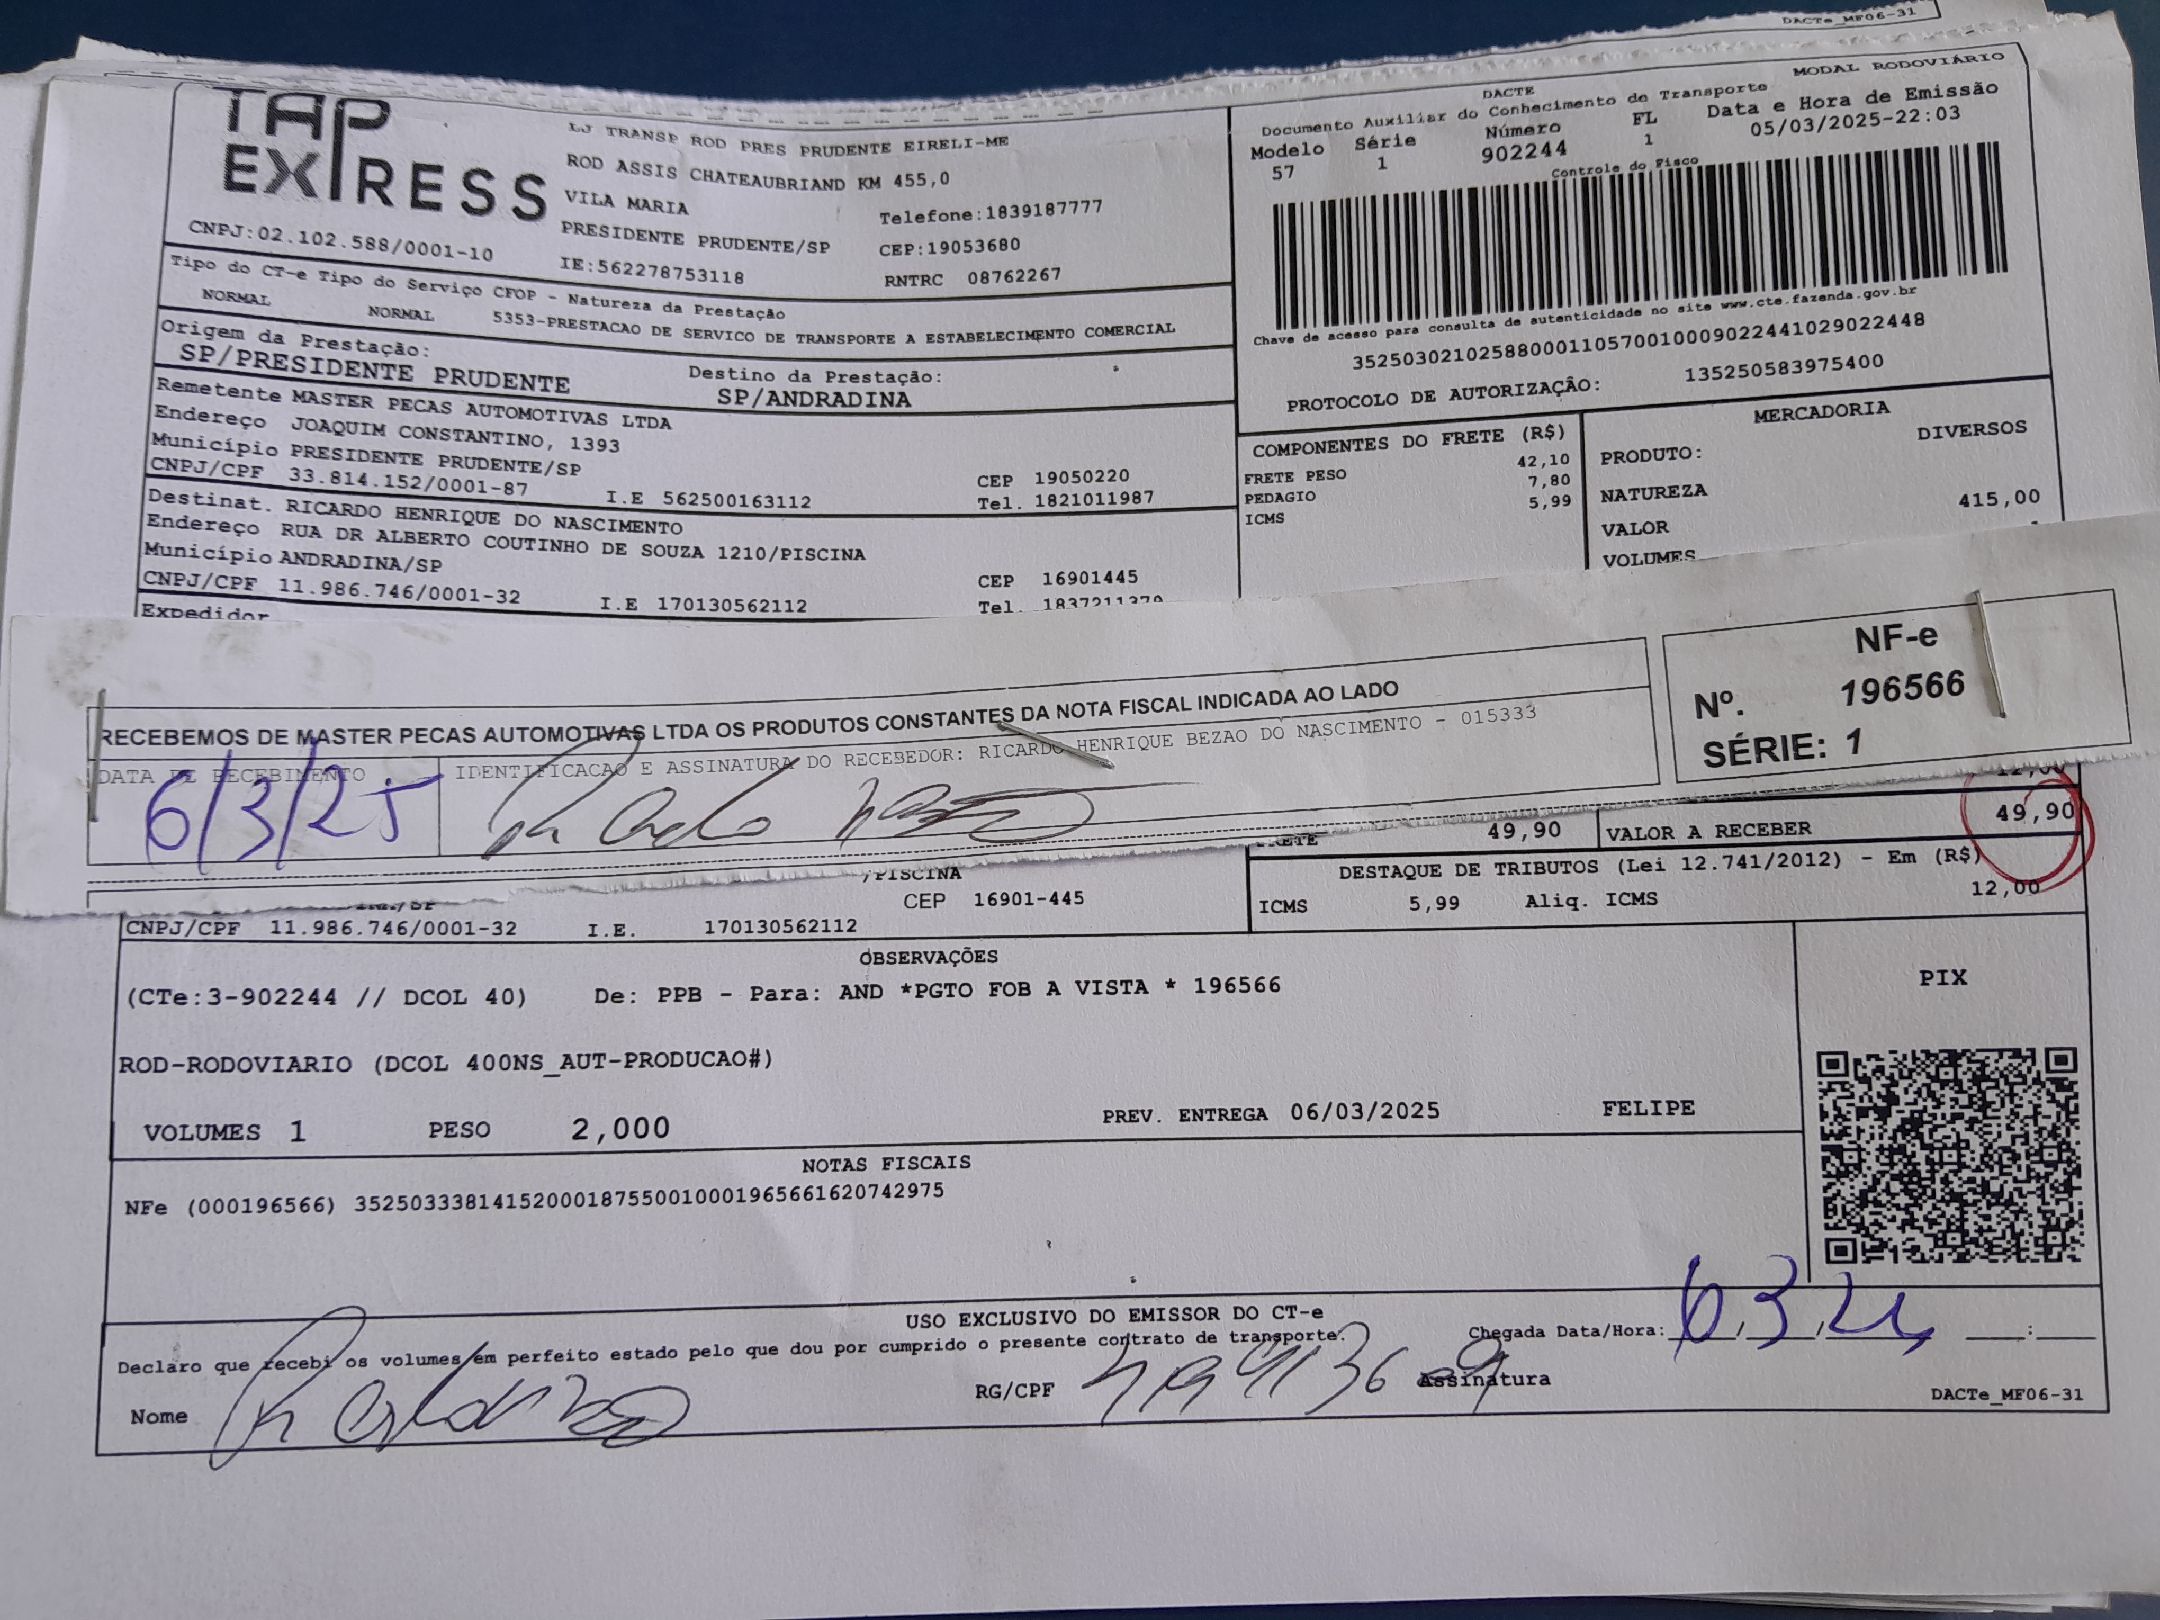 DACTe_MF06-31
TAP EXPRESS
LJ TRANSP ROD PRES PRUDENTE EIRELI-ME
ROD ASSIS CHATEAUBRIAND KM 455,0
VILA MARIA
Telefone:1839187777
PRESIDENTE PRUDENTE/SP
CEP:19053680
CNPJ:02.102.588/0001-10
IE:562278753118
RNTRC 08762267
DACTE
MODAL RODOVIÁRIO
Documento Auxiliar do Conhecimento de Transporte
Modelo Série Número FL Data e Hora de Emissão
57 1 902244 1 05/03/2025-22:03
Controle do Fisco
Chave de acesso para consulta de autenticidade no site www.cte.fazenda.gov.br
35250302102588000110570010009022441029022448
PROTOCOLO DE AUTORIZAÇÂO: 135250583975400
Tipo do CT-e Tipo do Serviço CFOP - Natureza da Prestação
NORMAL NORMAL 5353-PRESTACAO DE SERVICO DE TRANSPORTE A ESTABELECIMENTO COMERCIAL
Origem da Prestação: Destino da Prestação:
SP/PRESIDENTE PRUDENTE SP/ANDRADINA
Remetente MASTER PECAS AUTOMOTIVAS LTDA
Endereço JOAQUIM CONSTANTINO, 1393
Município PRESIDENTE PRUDENTE/SP CEP 19050220
CNPJ/CPF 33.814.152/0001-87 I.E 562500163112 Tel. 1821011987
Destinat. RICARDO HENRIQUE DO NASCIMENTO
Endereço RUA DR ALBERTO COUTINHO DE SOUZA 1210/PISCINA
Município ANDRADINA/SP CEP 16901445
CNPJ/CPF 11.986.746/0001-32 I.E 170130562112 Tel. 1837211379
Expedidor
COMPONENTES DO FRETE (R$)
FRETE PESO 42,10
PEDAGIO 7,80
ICMS 5,99
MERCADORIA
PRODUTO: DIVERSOS
NATUREZA
VALOR 415,00
VOLUMES
RECEBEMOS DE MASTER PECAS AUTOMOTIVAS LTDA OS PRODUTOS CONSTANTES DA NOTA FISCAL INDICADA AO LADO
DATA DE RECEBIMENTO
IDENTIFICACAO E ASSINATURA DO RECEBEDOR: RICARDO HENRIQUE BEZAO DO NASCIMENTO - 015333
6/3/25
NF-e
Nº. 196566
SÉRIE: 1
12,00
FRETE 49,90 VALOR A RECEBER 49,90
DESTAQUE DE TRIBUTOS (Lei 12.741/2012) - Em (R$)
ICMS 5,99 Aliq. ICMS 12,00
/PISCINA
CEP 16901-445
CNPJ/CPF 11.986.746/0001-32 I.E. 170130562112
OBSERVAÇÕES
(CTe:3-902244 // DCOL 40) De: PPB - Para: AND *PGTO FOB A VISTA * 196566
ROD-RODOVIARIO (DCOL 400NS_AUT-PRODUCAO#)
VOLUMES 1 PESO 2,000 PREV. ENTREGA 06/03/2025 FELIPE
PIX
NOTAS FISCAIS
NFe (000196566) 35250333814152000187550010001965661620742975
USO EXCLUSIVO DO EMISSOR DO CT-e
Declaro que recebi os volumes em perfeito estado pelo que dou por cumprido o presente contrato de transporte.
Chegada Data/Hora: 6/3/ :
Nome RG/CPF Assinatura
DACTe_MF06-31